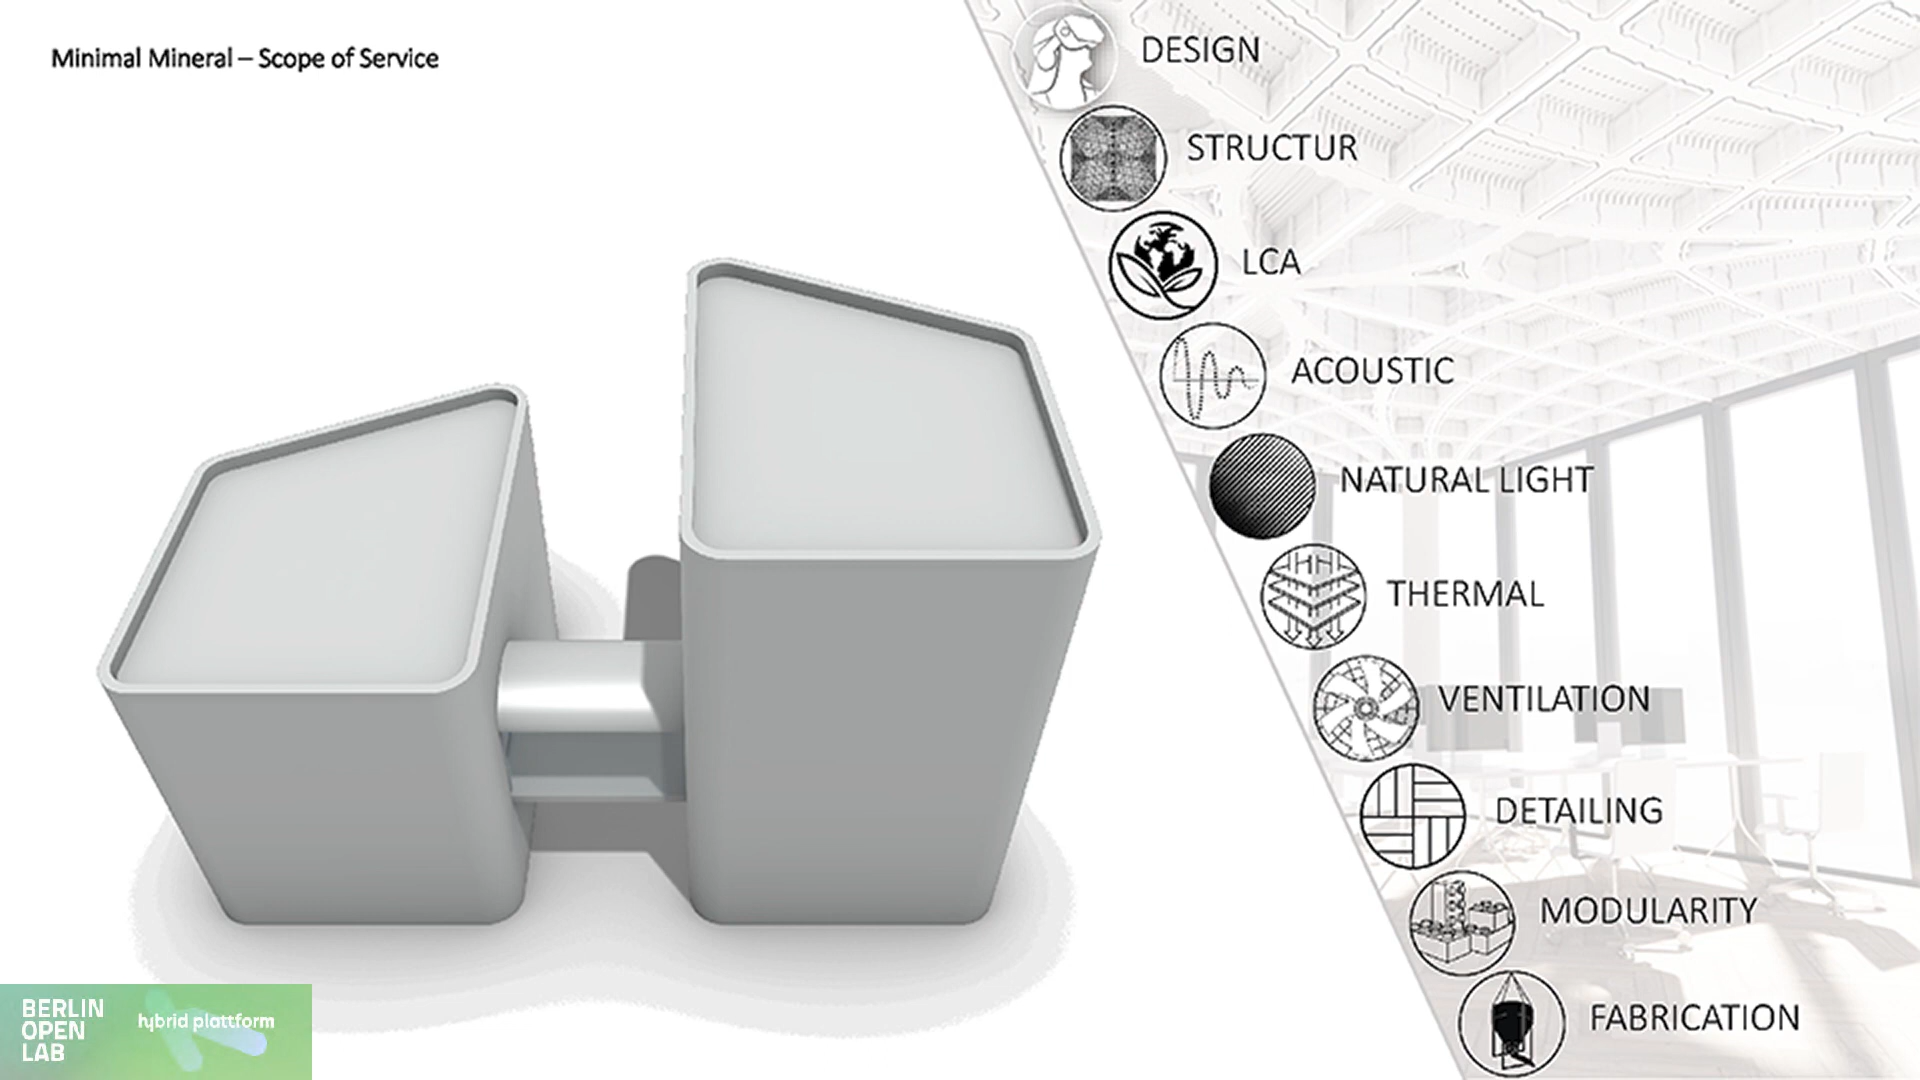 Minimal Mineral – Scope of Service
DESIGN
STRUCTUR
LCA
ACOUSTIC
NATURAL LIGHT
THERMAL
VENTILATION
DETAILING
MODULARITY
FABRICATION
BERLIN
OPEN
LAB
hybrid plattform